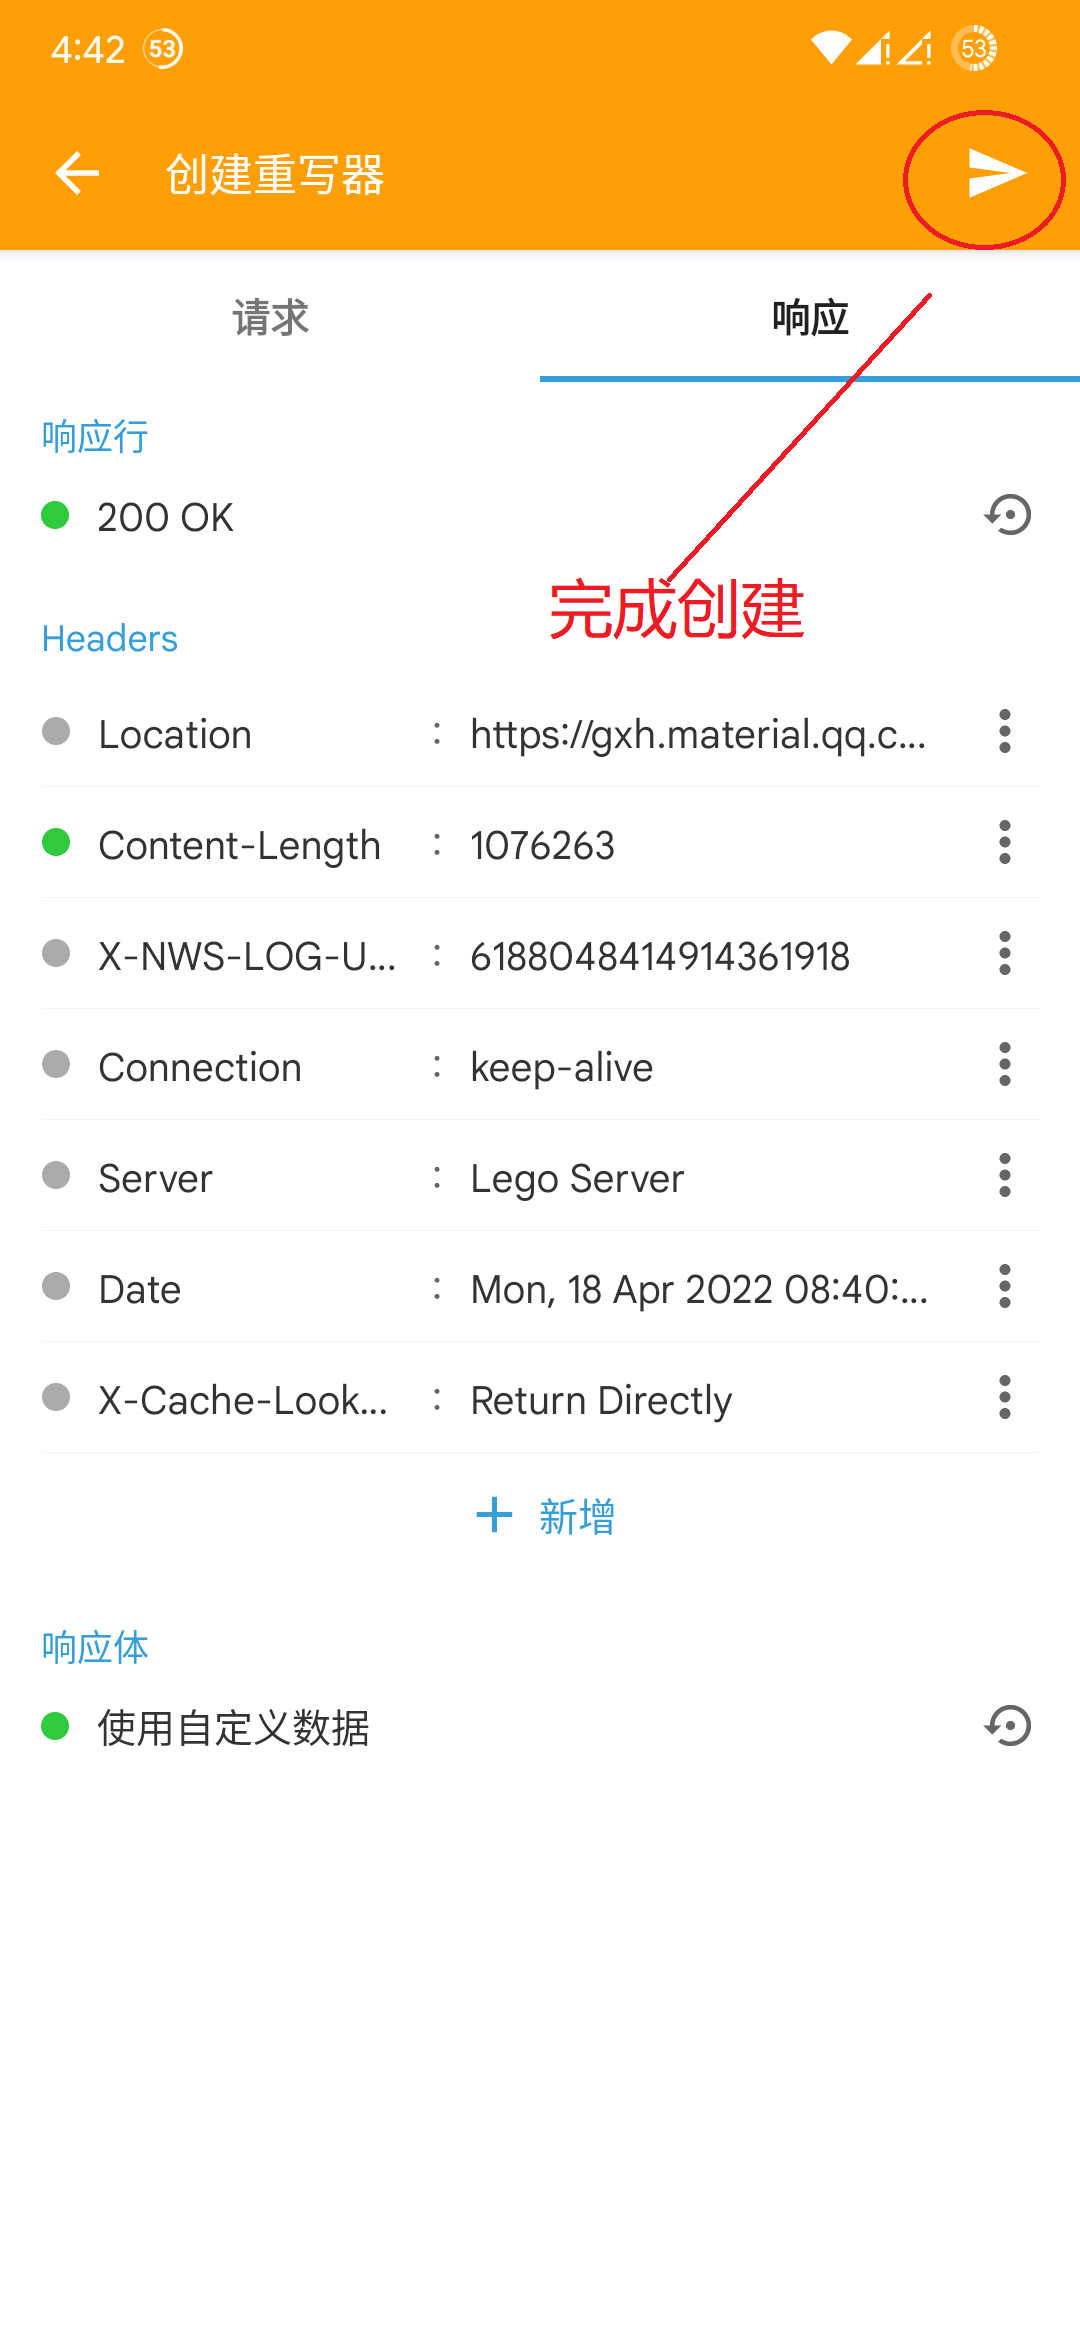 4:42 53 53
创建重写器
请求 响应
响应行
200 OK
完成创建
Headers
Location : https://gxh.material.qq.c...
Content-Length : 1076263
X-NWS-LOG-U... : 6188048414914361918
Connection : keep-alive
Server : Lego Server
Date : Mon, 18 Apr 2022 08:40:...
X-Cache-Look... : Return Directly
+ 新增
响应体
使用自定义数据